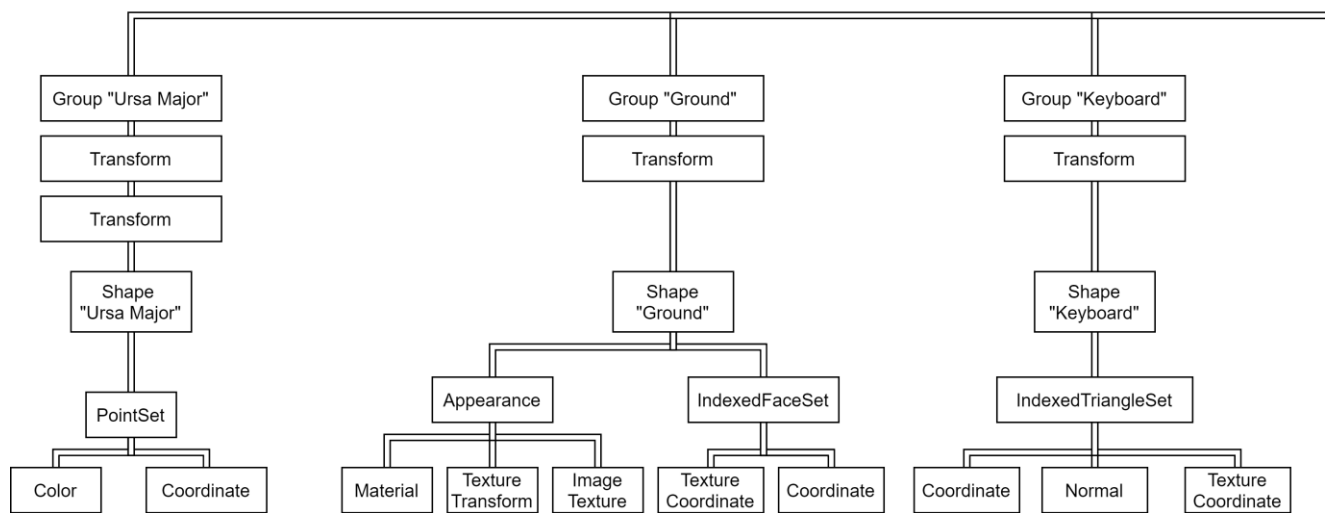 Group "Ursa Major"
Group "Ground"
Group "Keyboard"
Transform
Transform
Transform
Transform
Shape
"Ursa Major"
Shape
"Ground"
Shape
"Keyboard"
PointSet
Appearance
IndexedFaceSet
IndexedTriangleSet
Color
Coordinate
Material
Texture
Transform
Image
Texture
Texture
Coordinate
Coordinate
Coordinate
Normal
Texture
Coordinate